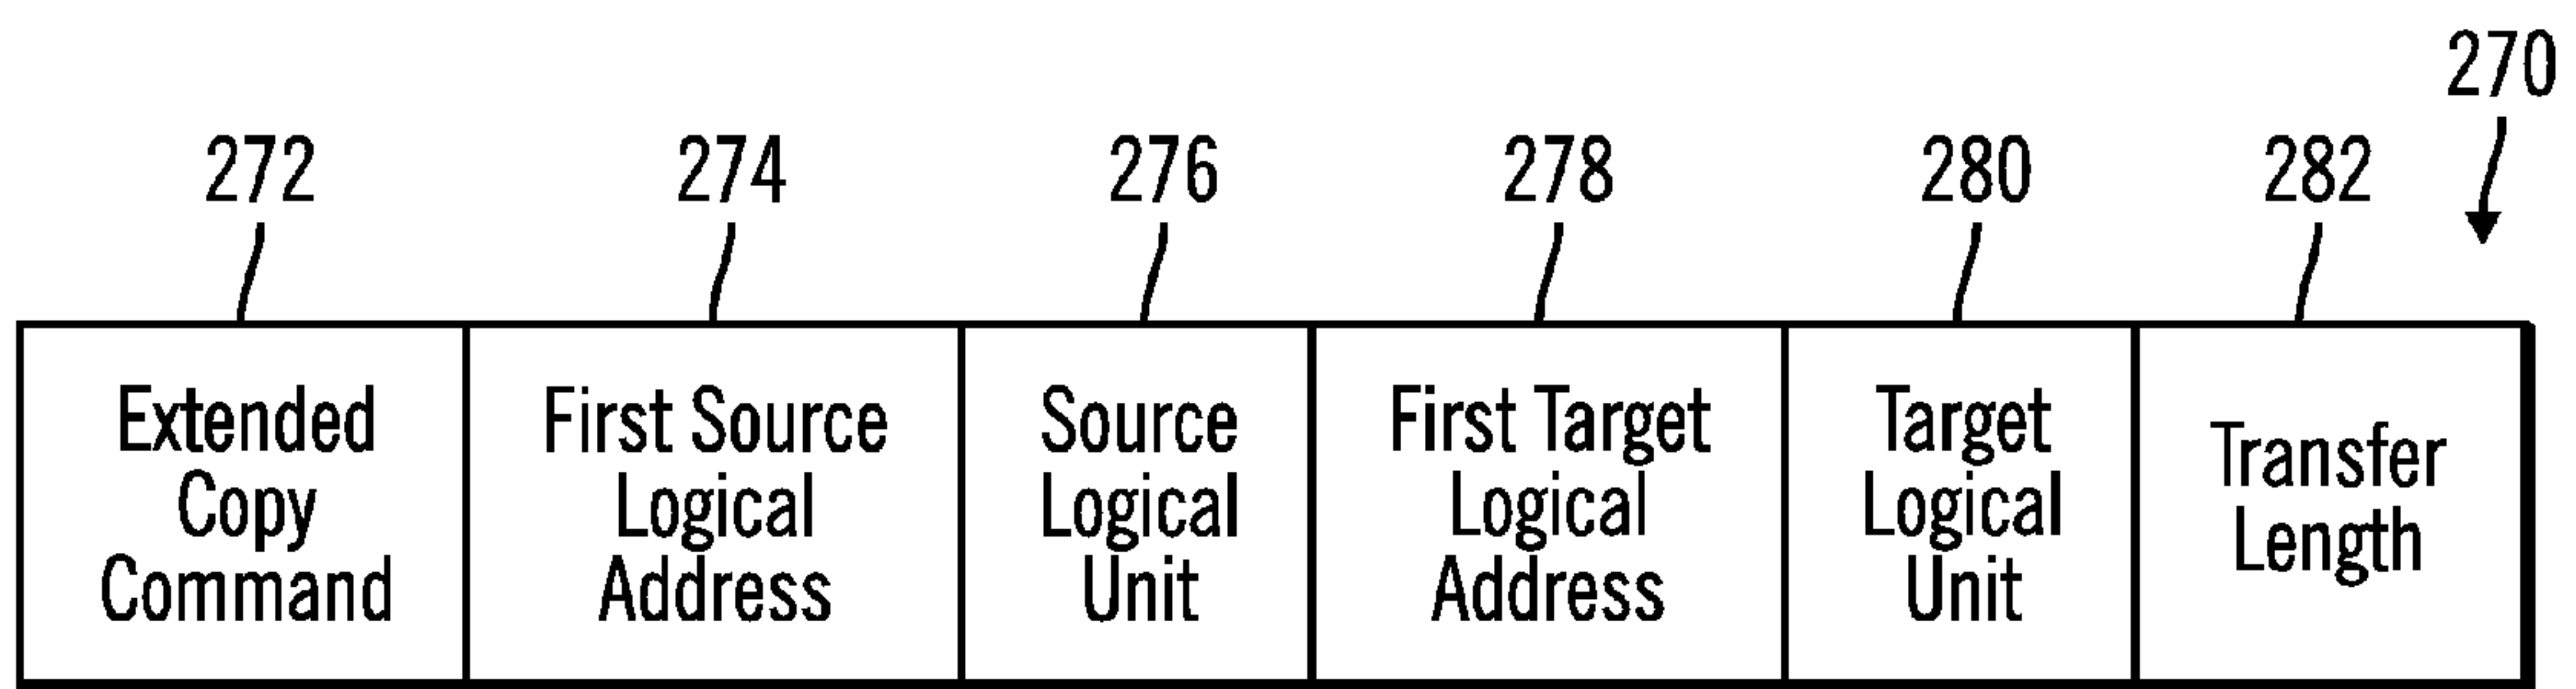 270
272
274
276
278
280
282
Extended
Copy
Command
First Source
Logical
Address
Source
Logical
Unit
First Target
Logical
Address
Target
Logical
Unit
Transfer
Length